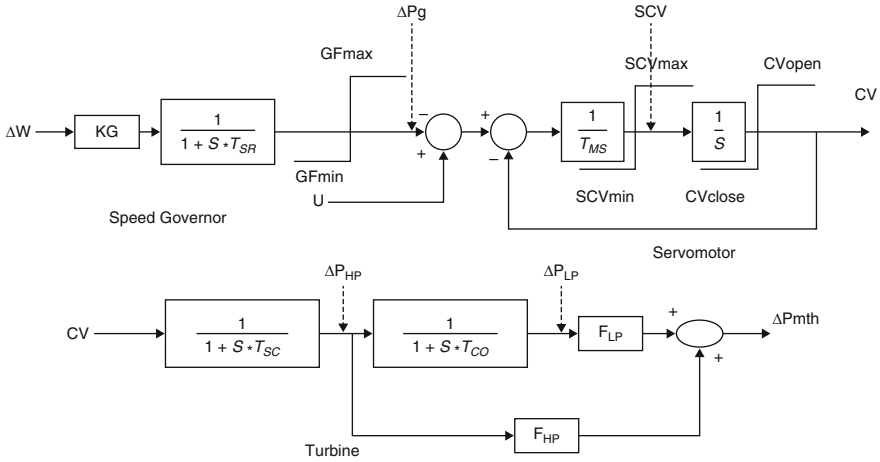 ΔPg
SCV
GFmax
SCVmax
CVopen
CV
ΔW
KG
1
1 + S * T_SR
−
+
+
−
1
T_MS
1
S
GFmin
U
SCVmin
CVclose
Speed Governor
Servomotor
ΔP_HP
ΔP_LP
CV
1
1 + S * T_SC
1
1 + S * T_CO
F_LP
+
+
ΔPmth
F_HP
Turbine